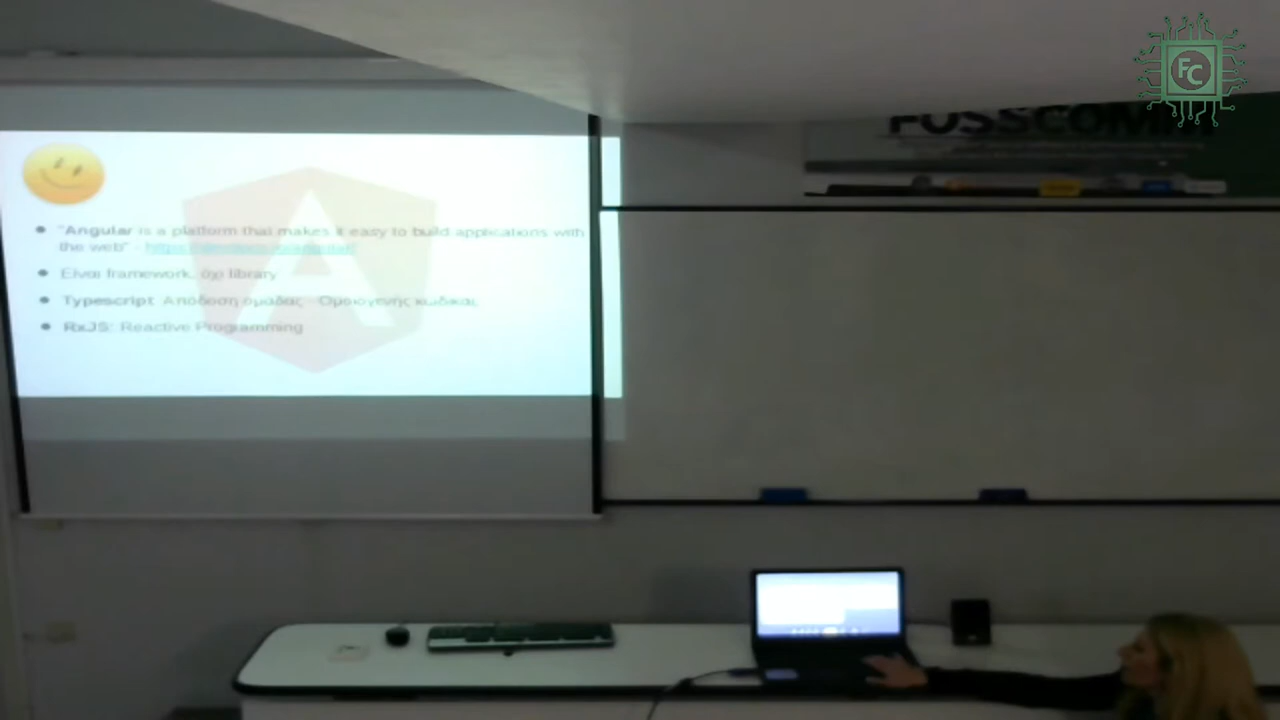 FC
FOSSCOMM
"Angular is a platform that makes it easy to build applications with
the web" -
Είναι framework, όχι library
Typescript Απόδοση ομάδας - Ομοιογενής κώδικας
RxJS: Reactive Programming